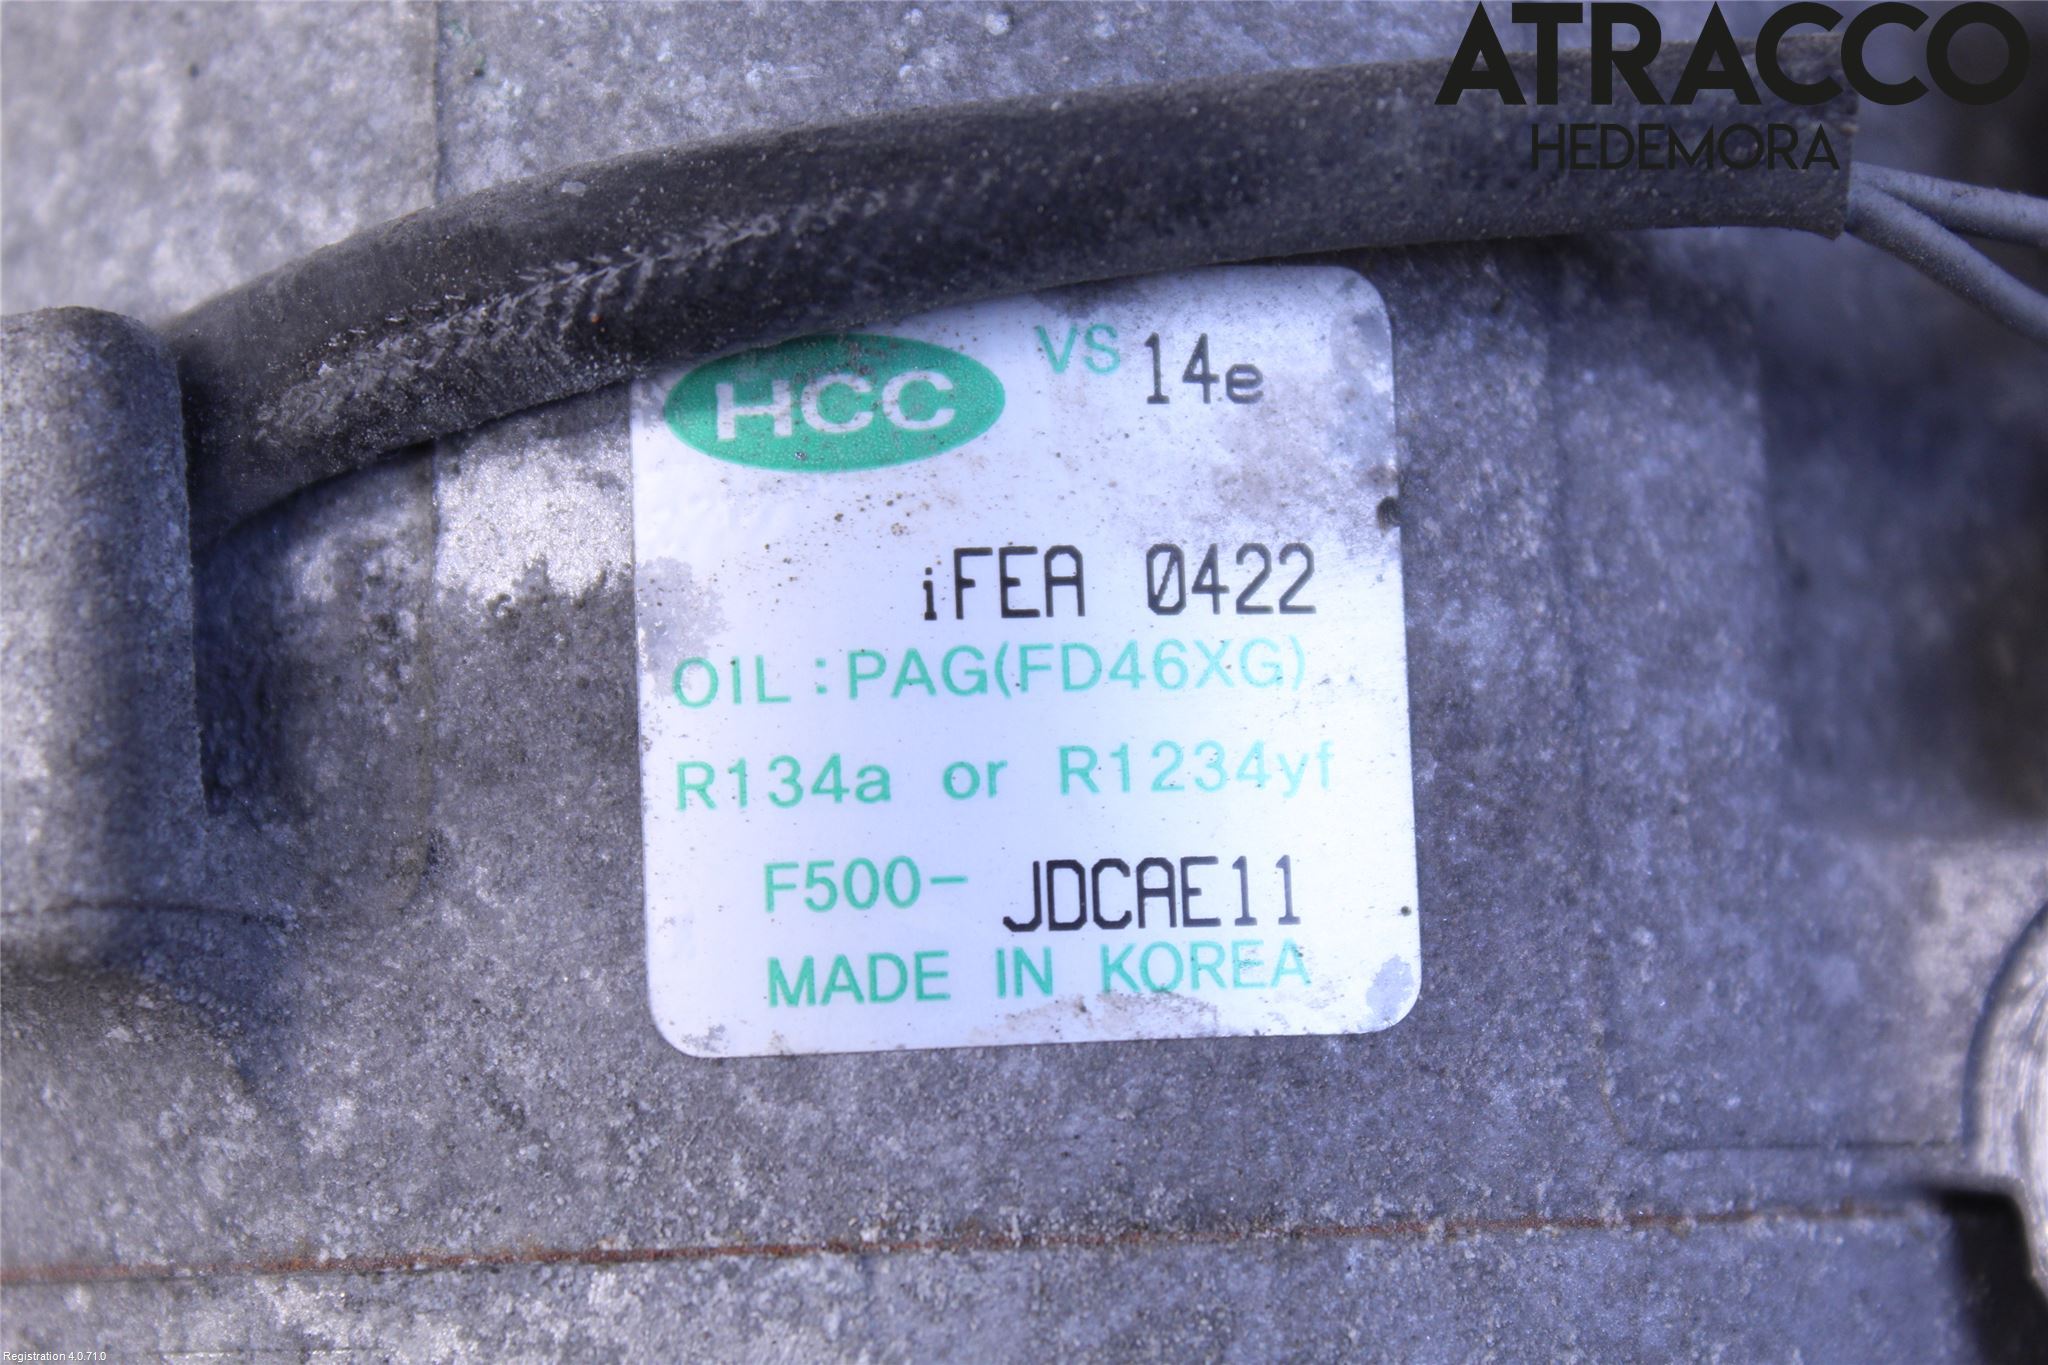 ATRACCO
HEDEMORA
HCC VS 14e
iFEA 0422
OIL : PAG(FD46XG)
R134a or R1234yf
F500- JDCAE11
MADE IN KOREA
Registration 4.0.71.0